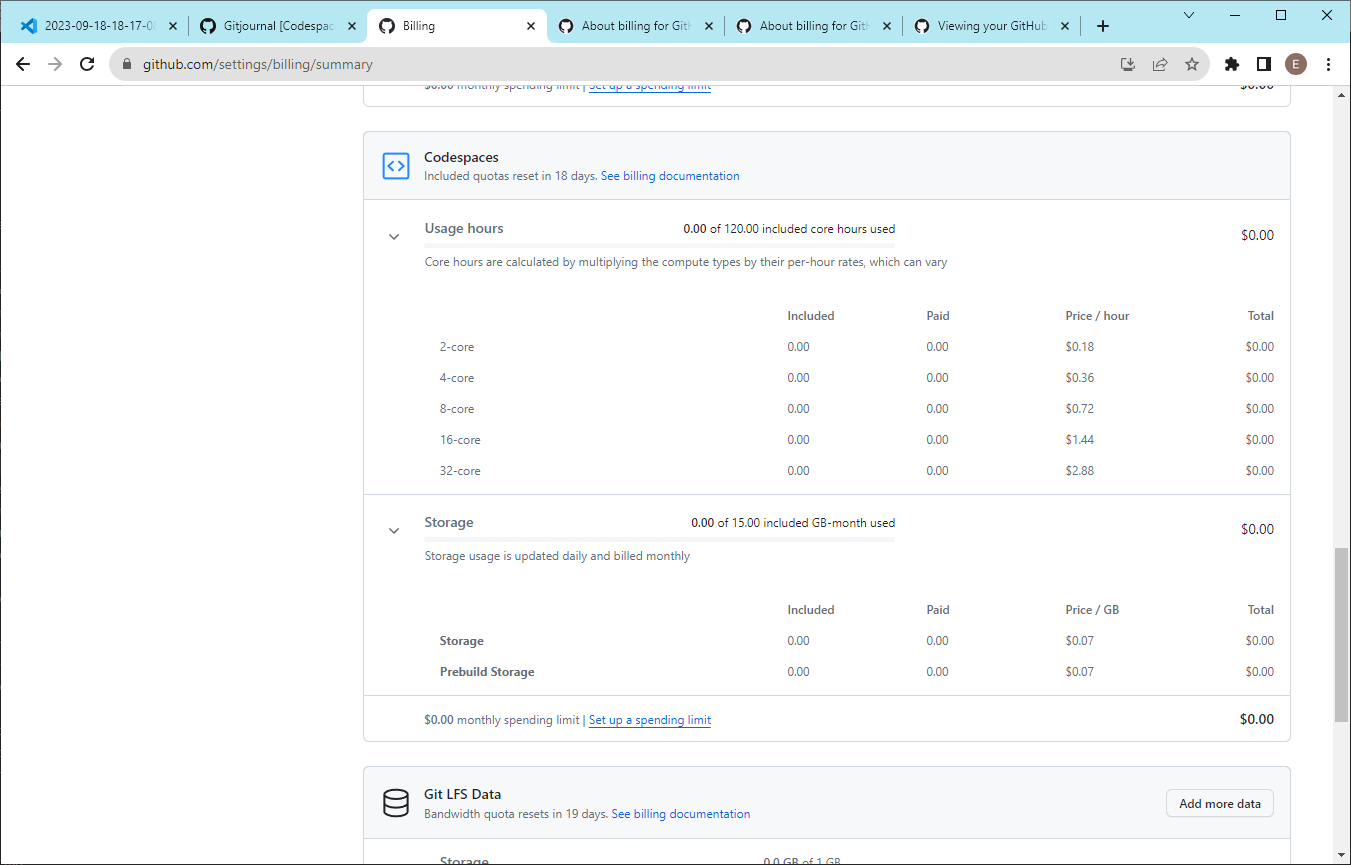 2023-09-18-18-17-08
Gitjournal [Codespac
Billing
About billing for GitH
About billing for GitH
Viewing your GitHub
github.com/settings/billing/summary
E
$0.00 monthly spending limit | Set up a spending limit $0.00
Codespaces
Included quotas reset in 18 days. See billing documentation
Usage hours 0.00 of 120.00 included core hours used $0.00
Core hours are calculated by multiplying the compute types by their per-hour rates, which can vary
Included Paid Price / hour Total
2-core 0.00 0.00 $0.18 $0.00
4-core 0.00 0.00 $0.36 $0.00
8-core 0.00 0.00 $0.72 $0.00
16-core 0.00 0.00 $1.44 $0.00
32-core 0.00 0.00 $2.88 $0.00
Storage 0.00 of 15.00 included GB-month used $0.00
Storage usage is updated daily and billed monthly
Included Paid Price / GB Total
Storage 0.00 0.00 $0.07 $0.00
Prebuild Storage 0.00 0.00 $0.07 $0.00
$0.00 monthly spending limit | Set up a spending limit $0.00
Git LFS Data
Bandwidth quota resets in 19 days. See billing documentation
Add more data
Storage 0.0 GB of 1 GB